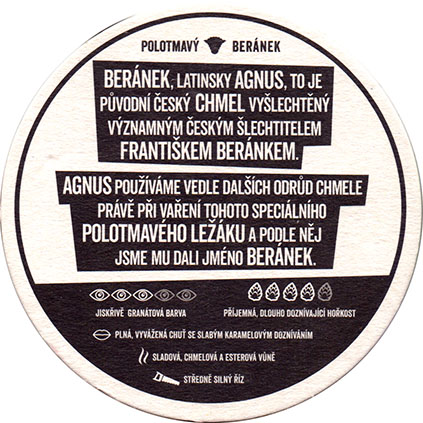 POLOTMAVÝ BERÁNEK
BERÁNEK, LATINSKY AGNUS, TO JE
PŮVODNÍ ČESKÝ CHMEL VYŠLECHTĚNÝ
VÝZNAMNÝM ČESKÝM ŠLECHTITELEM
FRANTIŠKEM BERÁNKEM.
AGNUS POUŽÍVÁME VEDLE DALŠÍCH ODRŮD CHMELE
PRÁVĚ PŘI VAŘENÍ TOHOTO SPECIÁLNÍHO
POLOTMAVÉHO LEŽÁKU A PODLE NĚJ
JSME MU DALI JMÉNO BERÁNEK.
JISKŘIVĚ GRANÁTOVÁ BARVA
PŘÍJEMNÁ, DLOUHO DOZNÍVAJÍCÍ HOŘKOST
PLNÁ, VYVÁŽENÁ CHUŤ SE SLABÝM KARAMELOVÝM DOZNÍVÁNÍM
SLADOVÁ, CHMELOVÁ A ESTEROVÁ VŮNĚ
STŘEDNĚ SILNÝ ŘÍZ